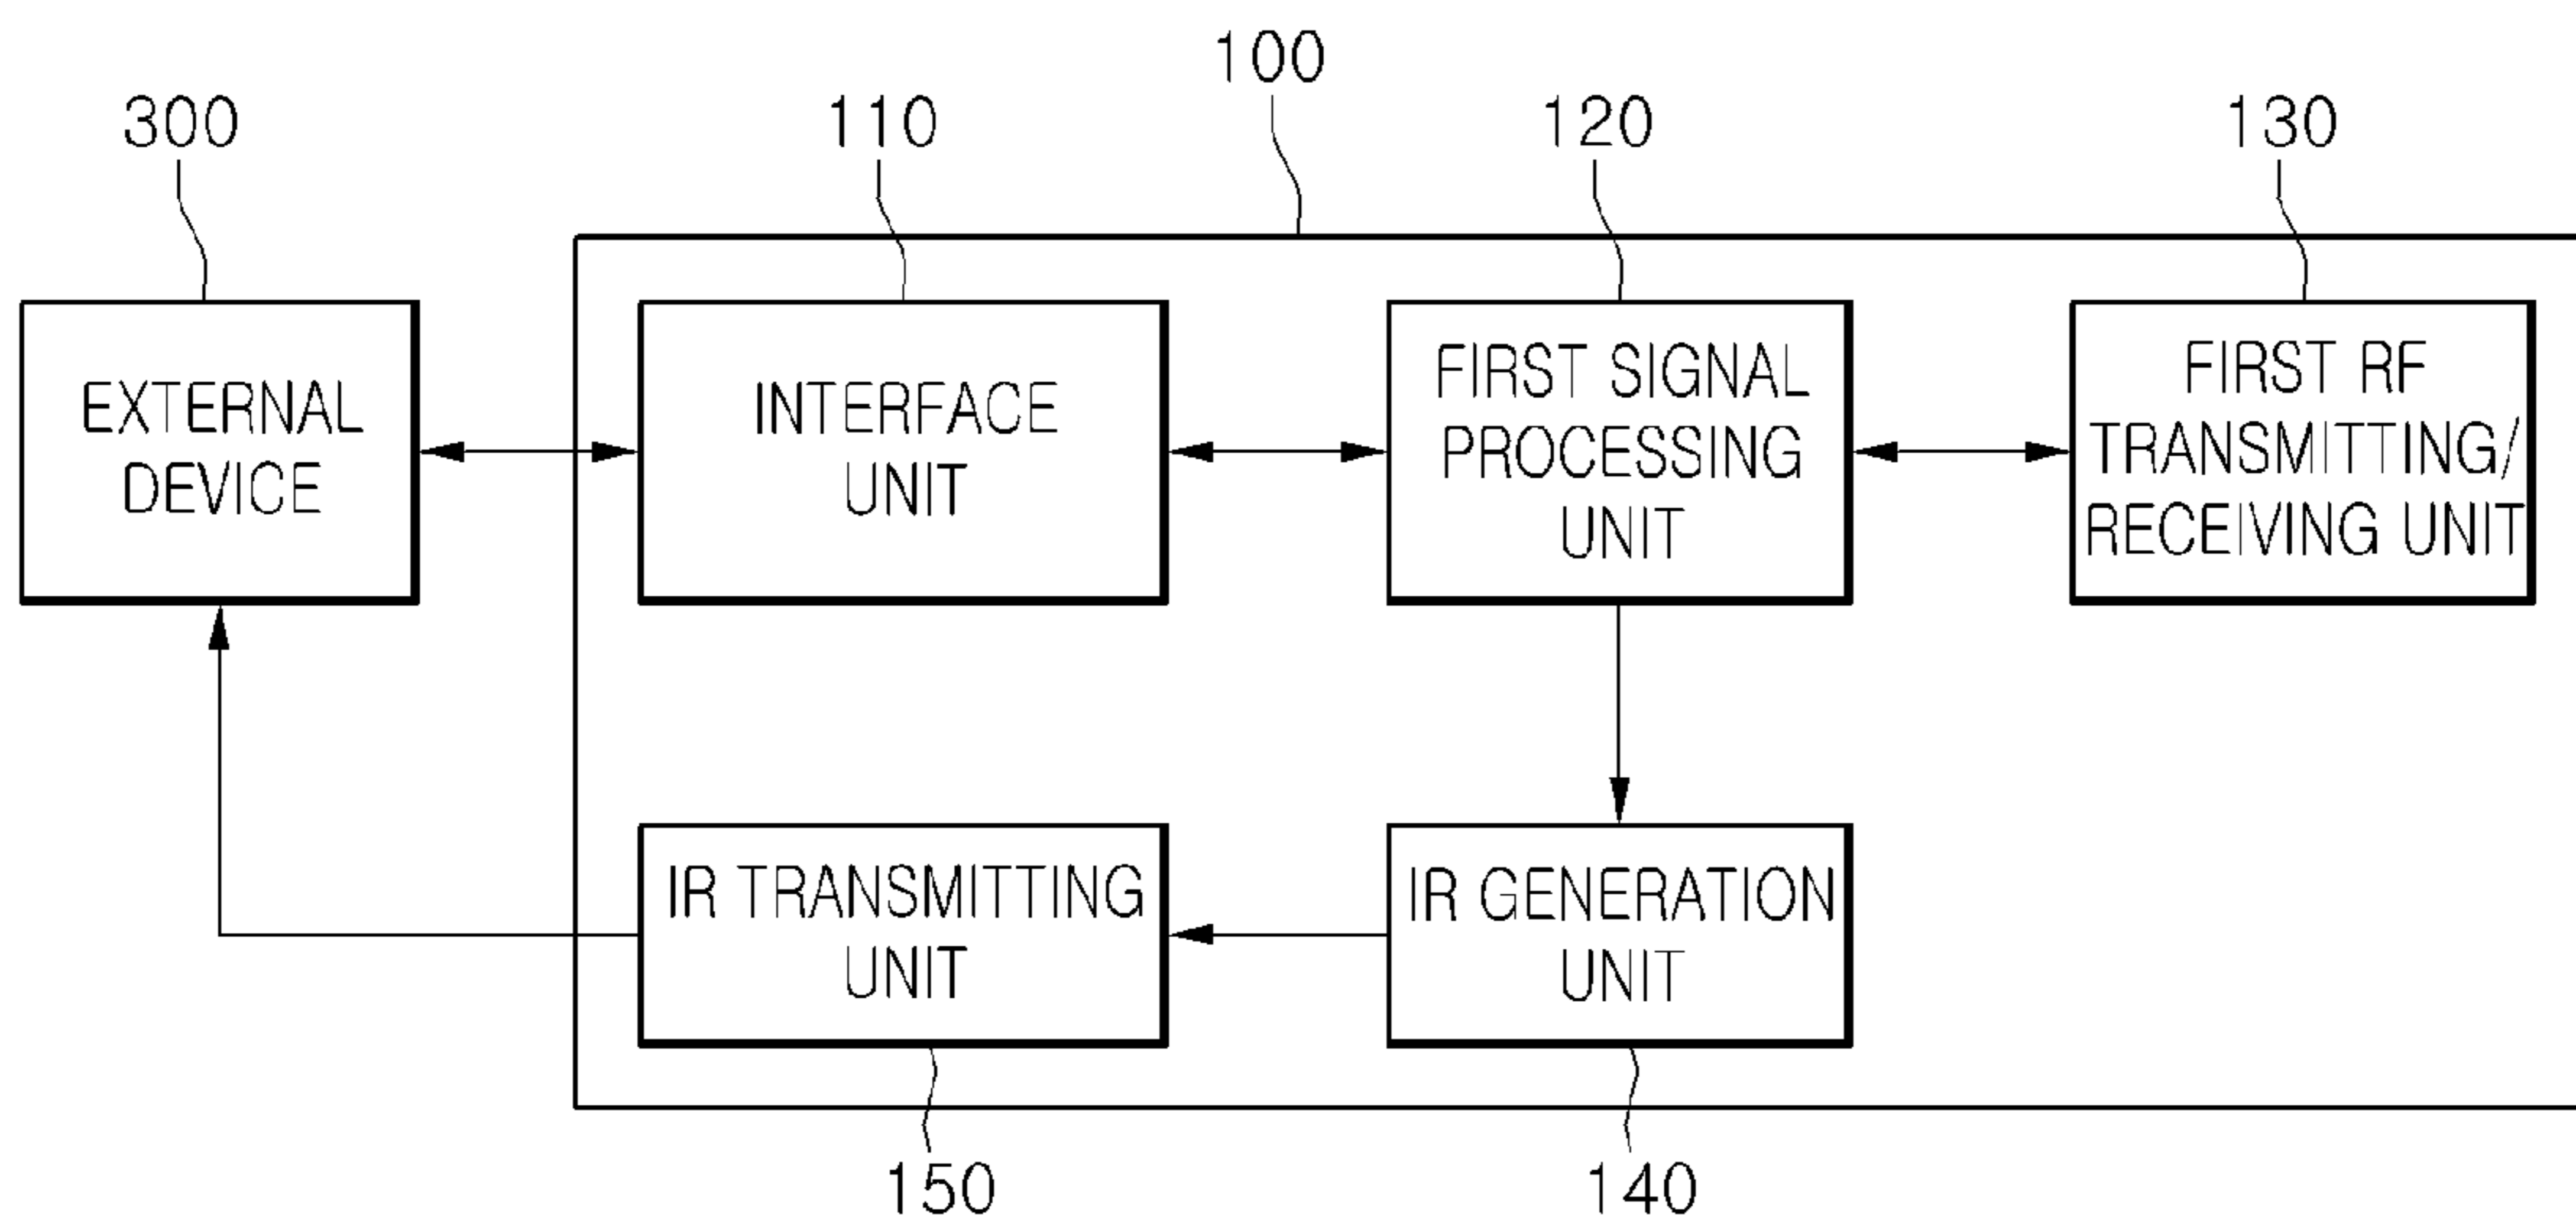 100
300
110
120
130
EXTERNAL
DEVICE
INTERFACE
UNIT
FIRST SIGNAL
PROCESSING
UNIT
FIRST RF
TRANSMITTING/
RECEIVING UNIT
IR TRANSMITTING
UNIT
IR GENERATION
UNIT
150
140